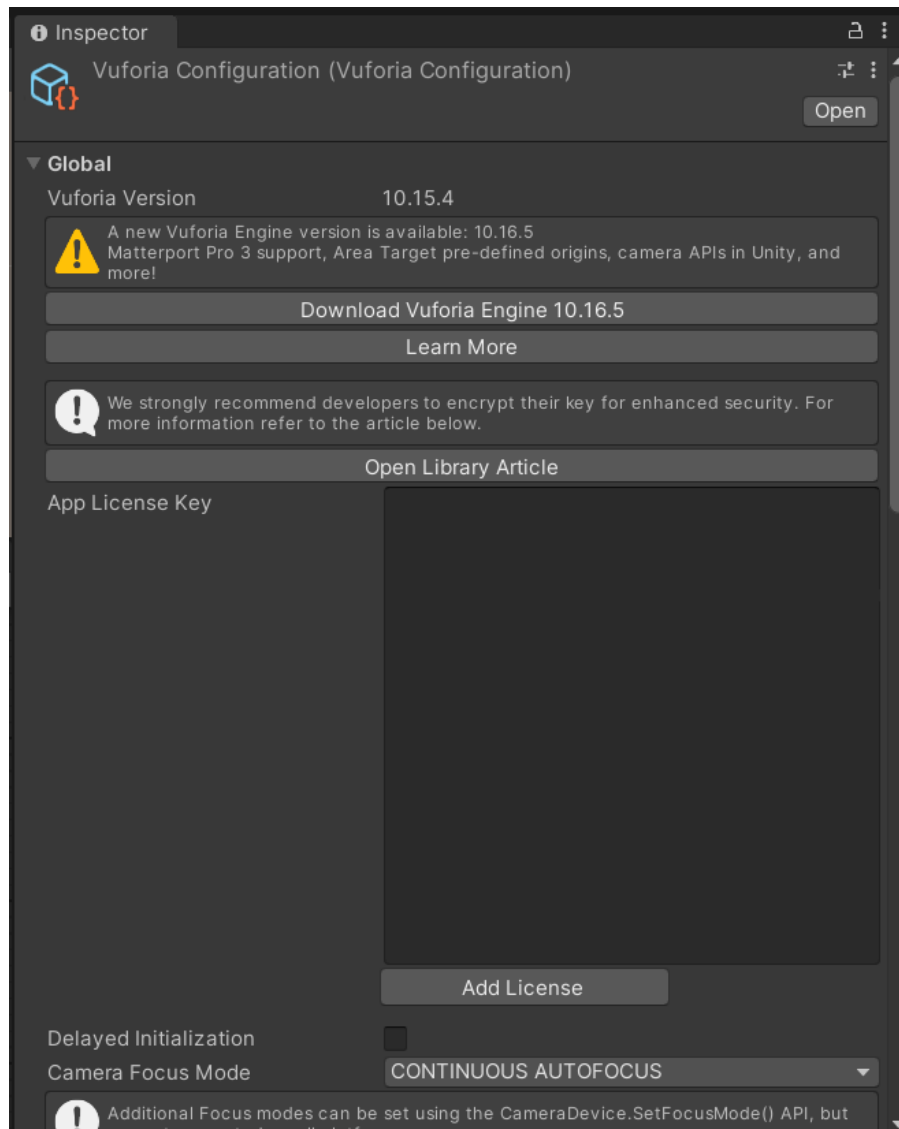 Inspector
Vuforia Configuration (Vuforia Configuration)
Open
Global
Vuforia Version 10.15.4
A new Vuforia Engine version is available: 10.16.5
Matterport Pro 3 support, Area Target pre-defined origins, camera APIs in Unity, and
more!
Download Vuforia Engine 10.16.5
Learn More
We strongly recommend developers to encrypt their key for enhanced security. For
more information refer to the article below.
Open Library Article
App License Key
Add License
Delayed Initialization
Camera Focus Mode CONTINUOUS AUTOFOCUS
Additional Focus modes can be set using the CameraDevice.SetFocusMode() API, but